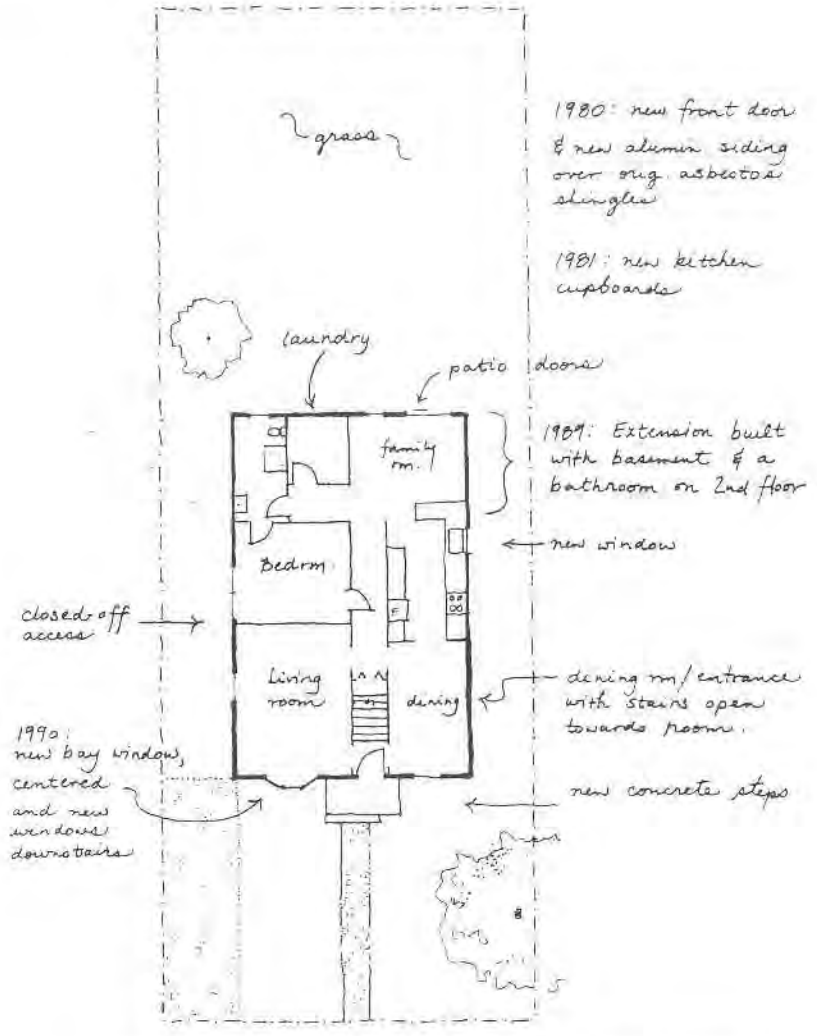 grass
1980: new front door
& new alumin. siding
over orig. asbestos
shingles
1981: new kitchen
cupboards
laundry
patio doors
family
rm.
1989: Extension built
with basement & a
bathroom on 2nd floor
new window
Bedrm.
closed-off
access
Living
room
dining
dining rm/entrance
with stairs open
towards room.
1990:
new bay window,
centered
and new
windows
downstairs
new concrete steps
F